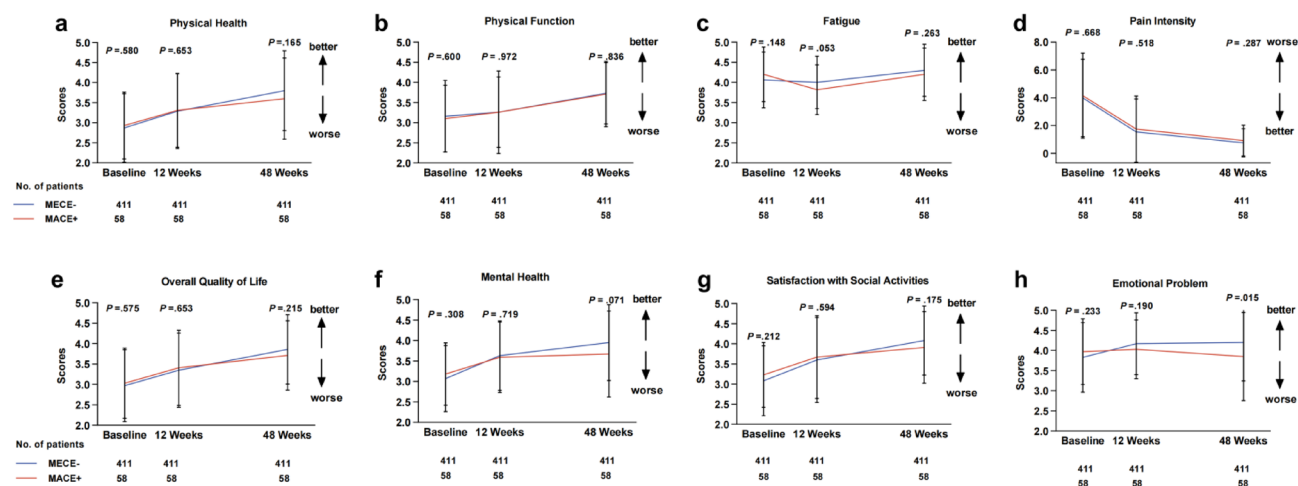 a Physical Health
Scores
5.0
4.5
4.0
3.5
3.0
2.5
2.0
P =.580
P =.653
P =.165
better
worse
Baseline 12 Weeks 48 Weeks
No. of patients
MECE- 411 411 411
MACE+ 58 58 58
b Physical Function
Scores
5.0
4.5
4.0
3.5
3.0
2.5
2.0
P =.600
P =.972
P =.836
better
worse
Baseline 12 Weeks 48 Weeks
411 411 411
58 58 58
c Fatigue
Scores
5.0
4.5
4.0
3.5
3.0
2.5
2.0
P = .148
P = .053
P = .263
better
worse
Baseline 12 Weeks 48 Weeks
411 411 411
58 58 58
d Pain Intensity
Scores
8.0
6.0
4.0
2.0
0
P =.668
P =.518
P =.287
worse
better
Baseline 12 Weeks 48 Weeks
411 411 411
58 58 58
e Overall Quality of Life
Scores
5.0
4.5
4.0
3.5
3.0
2.5
2.0
P =.575
P =.653
P =.215
better
worse
Baseline 12 Weeks 48 Weeks
No. of patients
MECE- 411 411 411
MACE+ 58 58 58
f Mental Health
Scores
5.0
4.5
4.0
3.5
3.0
2.5
2.0
P =.308
P =.719
P =.071
better
worse
Baseline 12 Weeks 48 Weeks
411 411 411
58 58 58
g Satisfaction with Social Activities
Scores
5.0
4.5
4.0
3.5
3.0
2.5
2.0
P =.212
P = .594
P =.175
better
worse
Baseline 12 Weeks 48 Weeks
411 411 411
58 58 58
h Emotional Problem
Scores
5.0
4.5
4.0
3.5
3.0
2.5
2.0
P = .233
P =.190
P =.015
better
worse
Baseline 12 Weeks 48 Weeks
411 411 411
58 58 58